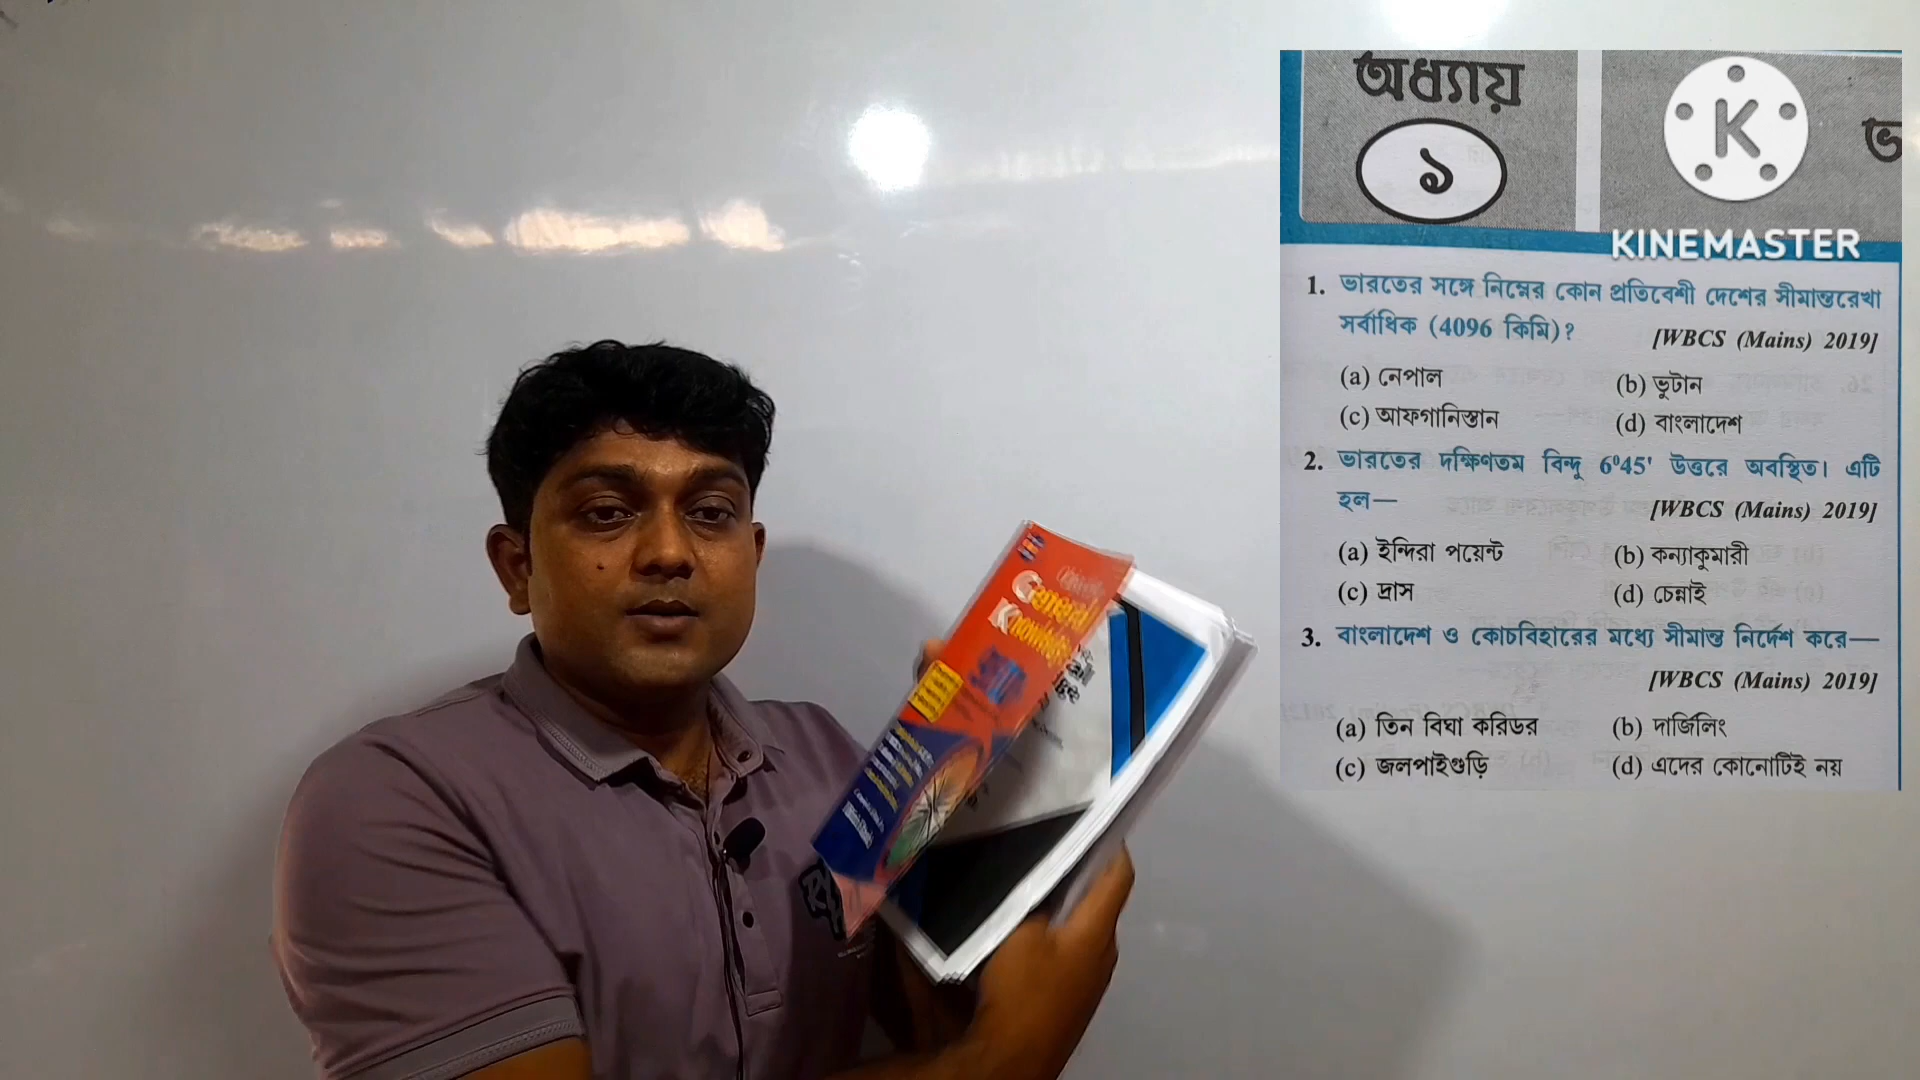 অধ্যায়
১
K
KINEMASTER
1. ভারতের সঙ্গে নিম্নের কোন প্রতিবেশী দেশের সীমান্তরেখা
সর্বাধিক (4096 কিমি)? [WBCS (Mains) 2019]
(a) নেপাল (b) ভুটান
(c) আফগানিস্তান (d) বাংলাদেশ
2. ভারতের দক্ষিণতম বিন্দু 6⁰45' উত্তরে অবস্থিত। এটি
হল— [WBCS (Mains) 2019]
(a) ইন্দিরা পয়েন্ট (b) কন্যাকুমারী
(c) দ্রাস (d) চেন্নাই
3. বাংলাদেশ ও কোচবিহারের মধ্যে সীমান্ত নির্দেশ করে—
[WBCS (Mains) 2019]
(a) তিন বিঘা করিডর (b) দার্জিলিং
(c) জলপাইগুড়ি (d) এদের কোনোটিই নয়
General
Knowledge